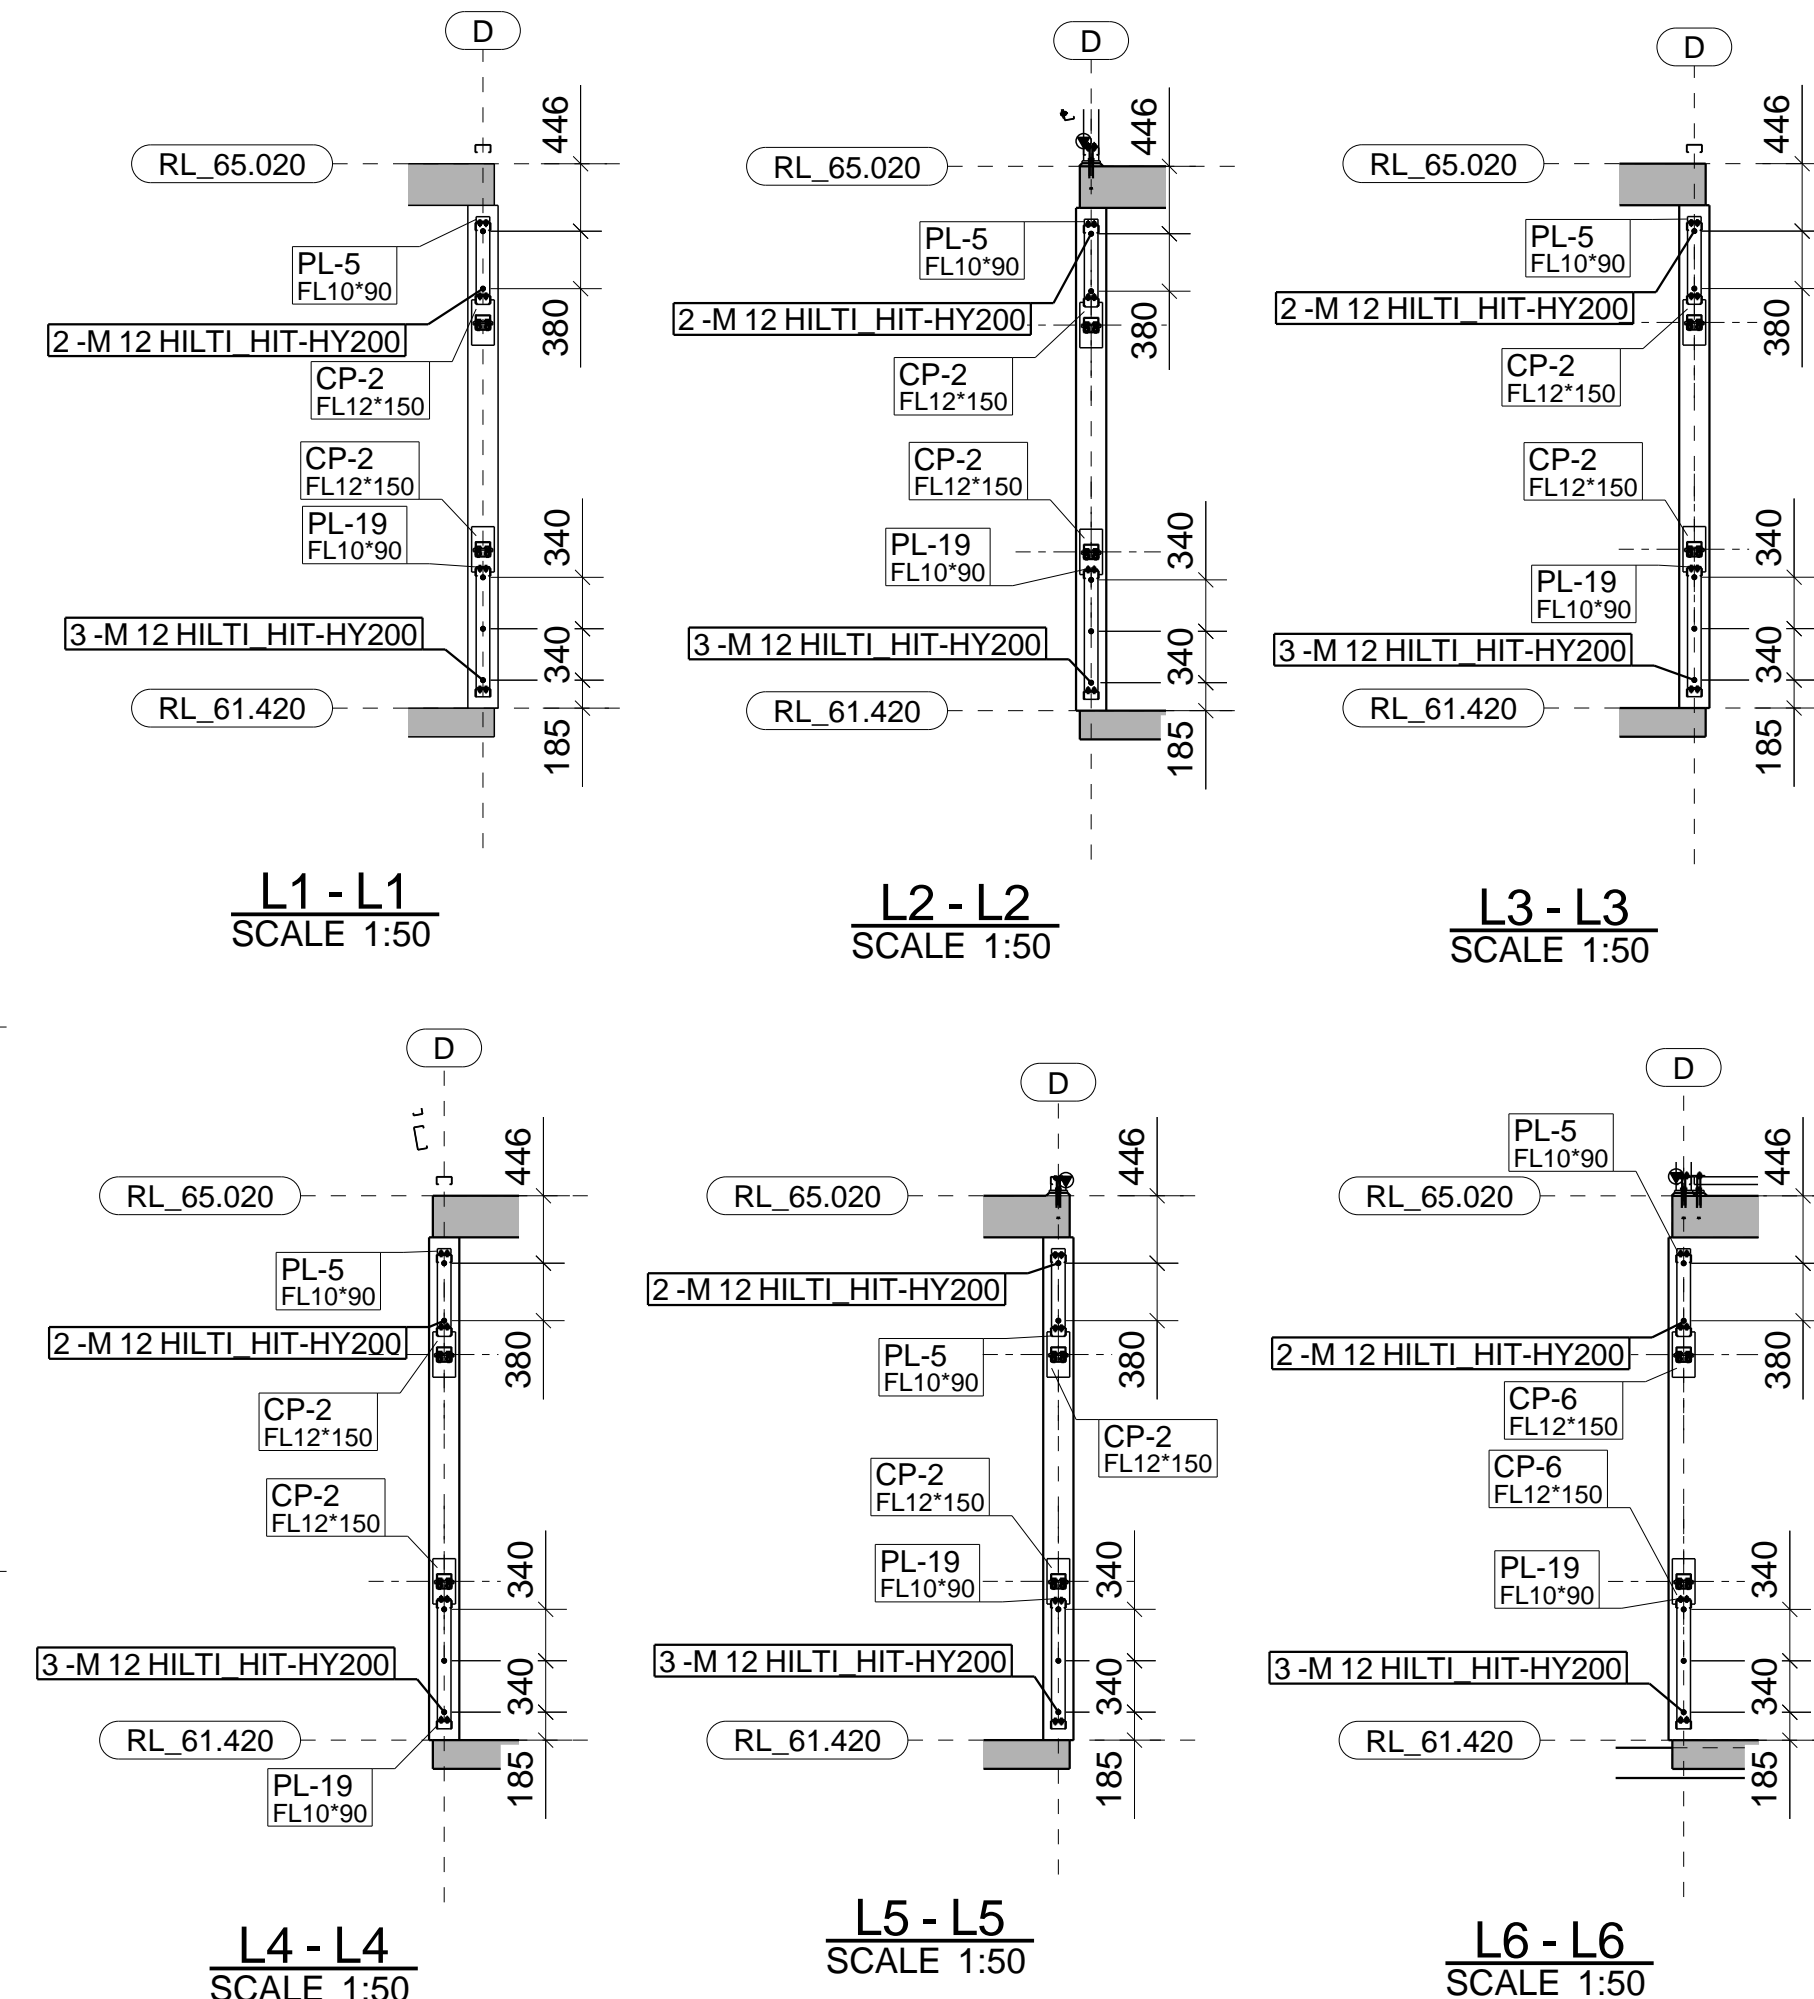 D
446
RL_65.020
PL-5
FL10*90
2 -M 12 HILTI_HIT-HY200
380
CP-2
FL12*150
CP-2
FL12*150
PL-19
FL10*90
340
3 -M 12 HILTI_HIT-HY200
340
RL_61.420
185
L1 - L1
SCALE 1:50
D
446
RL_65.020
PL-5
FL10*90
2 -M 12 HILTI_HIT-HY200
380
CP-2
FL12*150
CP-2
FL12*150
PL-19
FL10*90
340
3 -M 12 HILTI_HIT-HY200
340
RL_61.420
185
L2 - L2
SCALE 1:50
D
446
RL_65.020
PL-5
FL10*90
2 -M 12 HILTI_HIT-HY200
380
CP-2
FL12*150
CP-2
FL12*150
340
PL-19
FL10*90
3 -M 12 HILTI_HIT-HY200
340
RL_61.420
185
L3 - L3
SCALE 1:50
D
446
RL_65.020
PL-5
FL10*90
2 -M 12 HILTI_HIT-HY200
380
CP-2
FL12*150
CP-2
FL12*150
340
3 -M 12 HILTI_HIT-HY200
340
RL_61.420
185
PL-19
FL10*90
L4 - L4
SCALE 1:50
D
446
RL_65.020
2 -M 12 HILTI_HIT-HY200
PL-5
FL10*90
380
CP-2
FL12*150
CP-2
FL12*150
PL-19
FL10*90
340
3 -M 12 HILTI_HIT-HY200
340
RL_61.420
185
L5 - L5
SCALE 1:50
D
PL-5
FL10*90
446
RL_65.020
2 -M 12 HILTI_HIT-HY200
380
CP-6
FL12*150
CP-6
FL12*150
PL-19
FL10*90
340
3 -M 12 HILTI_HIT-HY200
340
RL_61.420
185
L6 - L6
SCALE 1:50